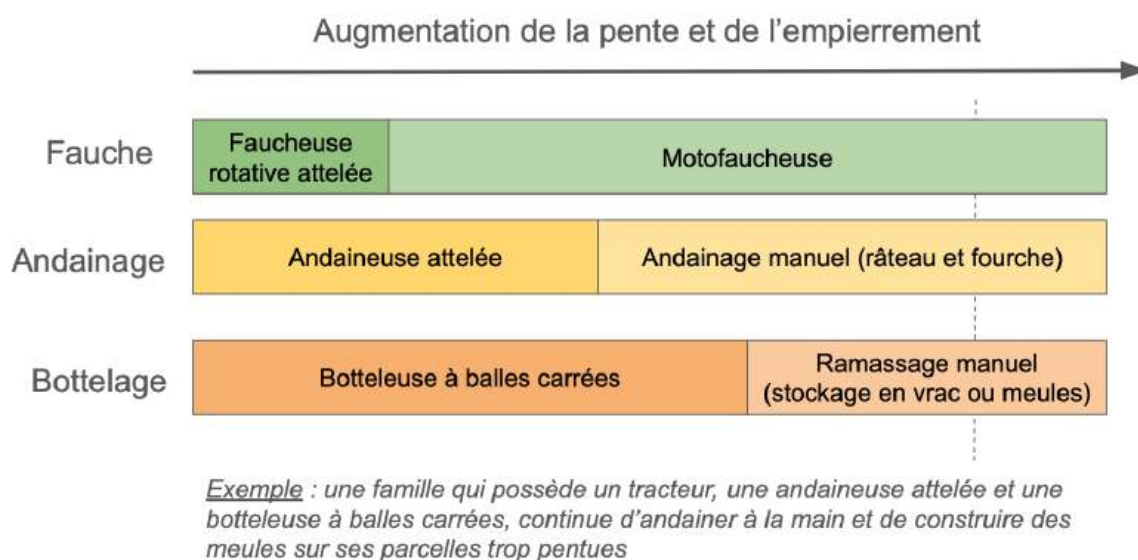 Augmentation de la pente et de l'empierrement
Fauche
Faucheuse
rotative attelée
Motofaucheuse
Andainage
Andaineuse attelée
Andainage manuel (râteau et fourche)
Bottelage
Botteleuse à balles carrées
Ramassage manuel
(stockage en vrac ou meules)
Exemple : une famille qui possède un tracteur, une andaineuse attelée et une
botteleuse à balles carrées, continue d'andainer à la main et de construire des
meules sur ses parcelles trop pentues